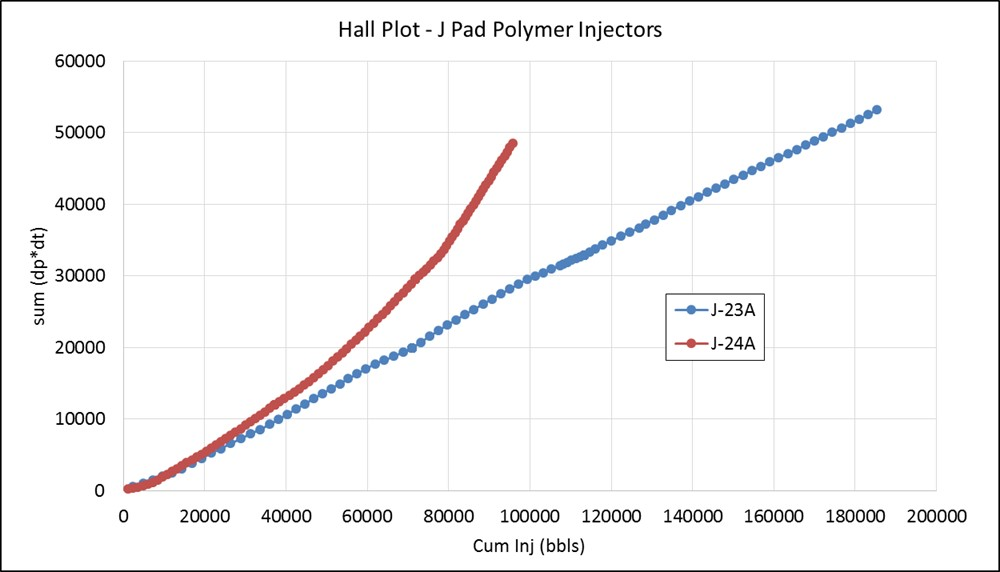 Hall Plot - J Pad Polymer Injectors
60000
50000
40000
30000
20000
10000
0
sum (dp*dt)
J-23A
J-24A
0 20000 40000 60000 80000 100000 120000 140000 160000 180000 200000
Cum Inj (bbls)